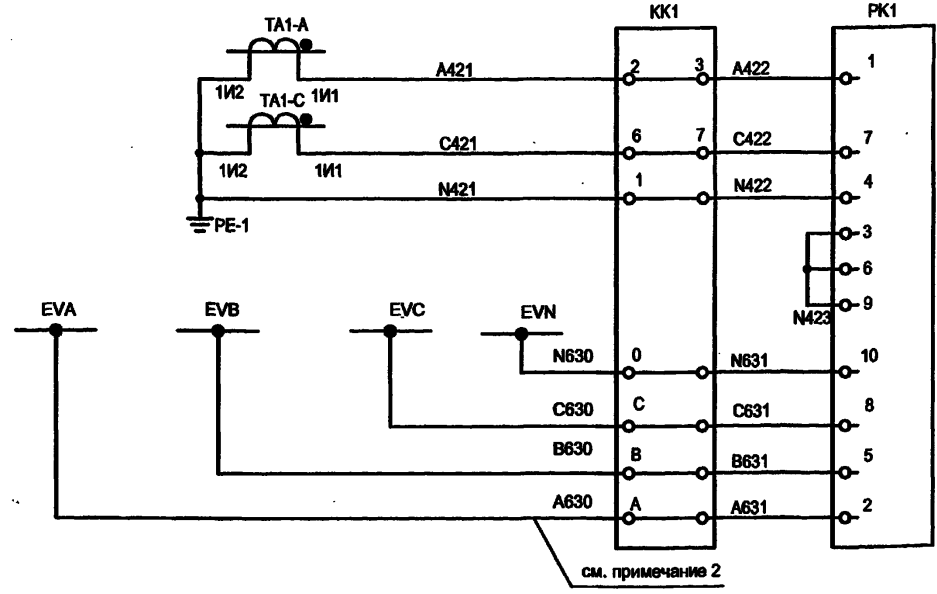 KK1
PK1
TA1-A
A421
2
3
A422
1
1И2
1И1
TA1-C
C421
6
7
C422
7
1И2
1И1
N421
1
N422
4
PE-1
3
6
9
N423
EVA
EVB
EVC
EVN
N630
0
N631
10
C630
C
C631
8
B630
B
B631
5
A630
A
A631
2
см. примечание 2